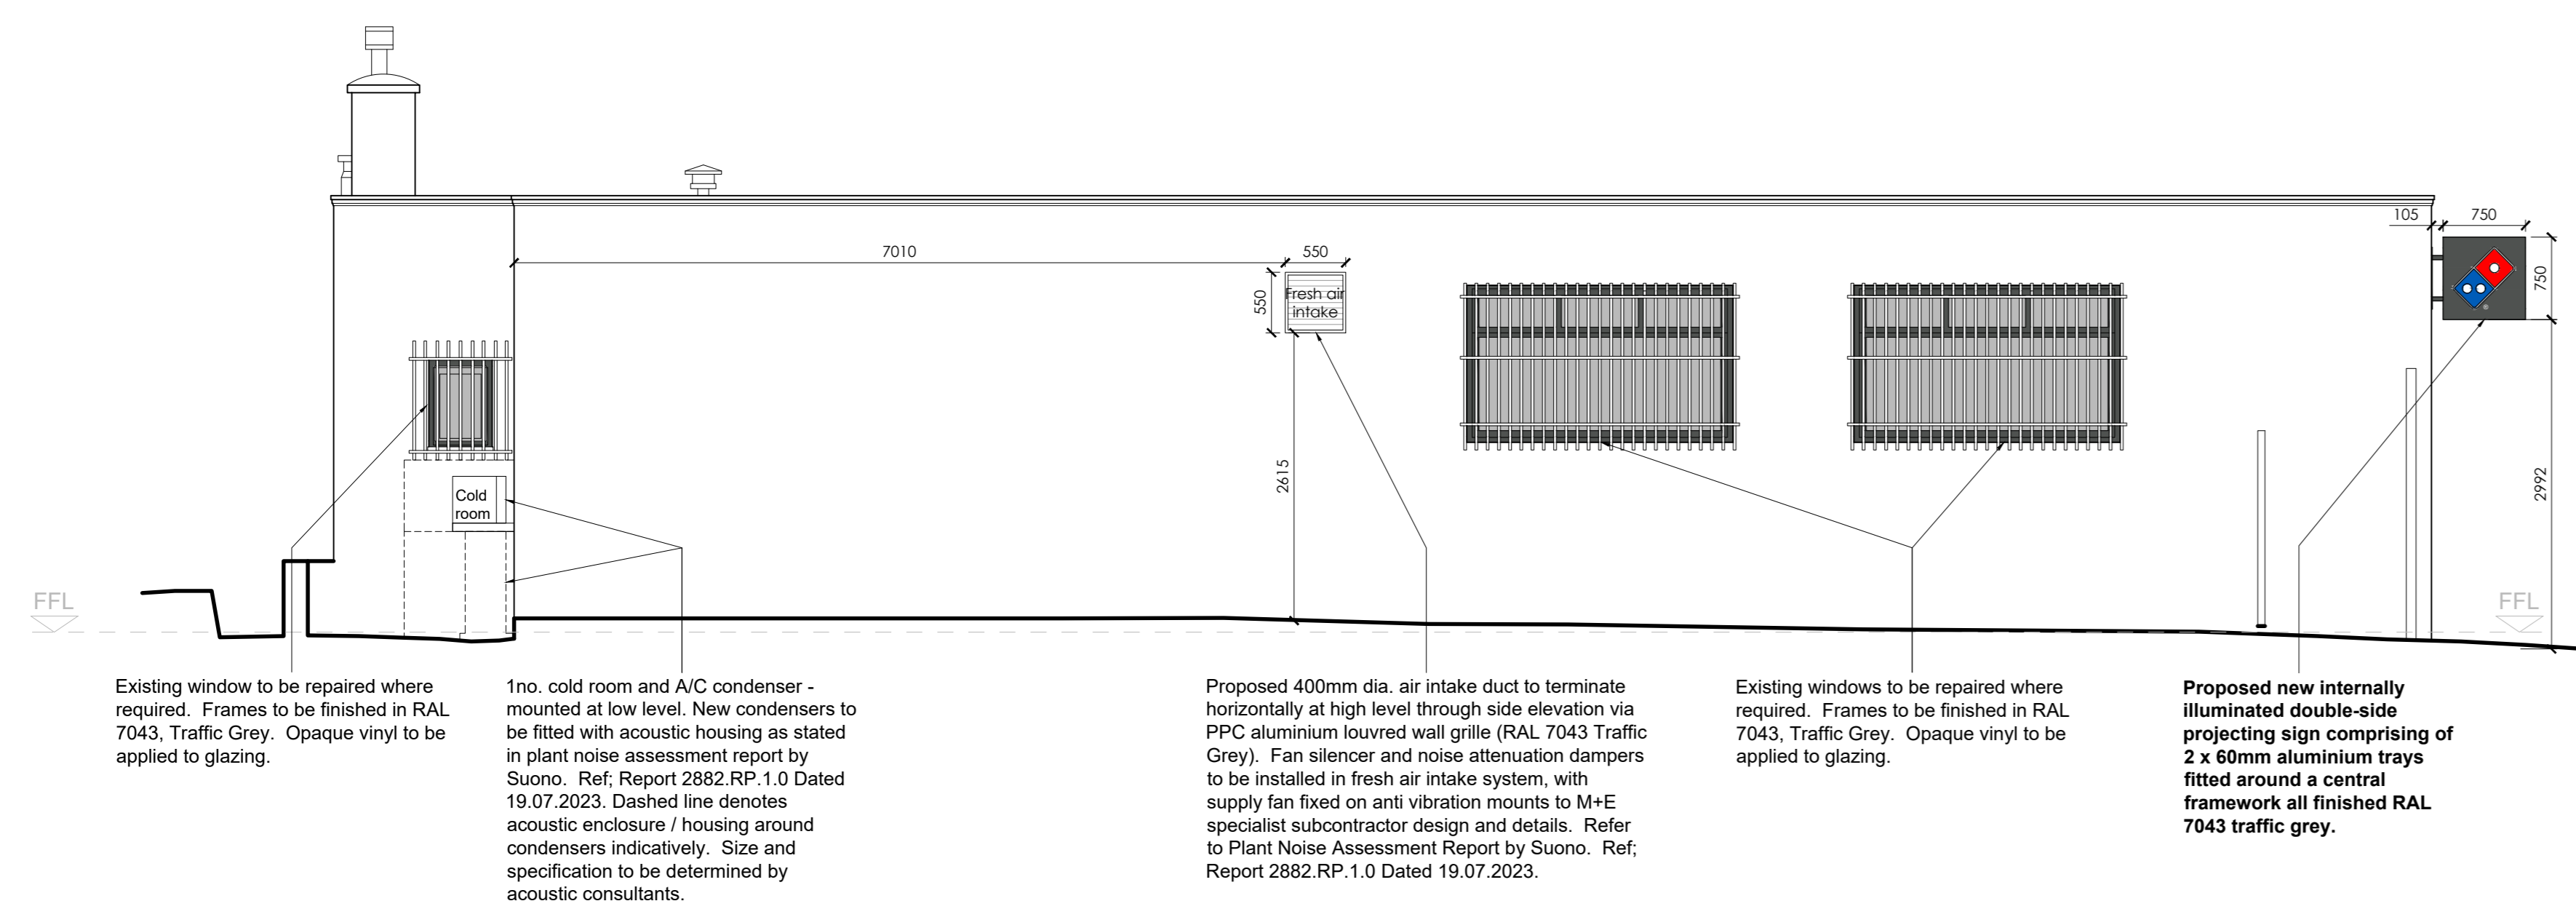 105
750
7010
550
550
Fresh air
intake
750
2615
2992
Cold
room
FFL
FFL
Existing window to be repaired where
required.  Frames to be finished in RAL
7043, Traffic Grey.  Opaque vinyl to be
applied to glazing.
1no. cold room and A/C condenser -
mounted at low level. New condensers to
be fitted with acoustic housing as stated
in plant noise assessment report by
Suono.  Ref; Report 2882.RP.1.0 Dated
19.07.2023. Dashed line denotes
acoustic enclosure / housing around
condensers indicatively.  Size and
specification to be determined by
acoustic consultants.
Proposed 400mm dia. air intake duct to terminate
horizontally at high level through side elevation via
PPC aluminium louvred wall grille (RAL 7043 Traffic
Grey).  Fan silencer and noise attenuation dampers
to be installed in fresh air intake system, with
supply fan fixed on anti vibration mounts to M+E
specialist subcontractor design and details.  Refer
to Plant Noise Assessment Report by Suono.  Ref;
Report 2882.RP.1.0 Dated 19.07.2023.
Existing windows to be repaired where
required.  Frames to be finished in RAL
7043, Traffic Grey.  Opaque vinyl to be
applied to glazing.
Proposed new internally
illuminated double-side
projecting sign comprising of
2 x 60mm aluminium trays
fitted around a central
framework all finished RAL
7043 traffic grey.